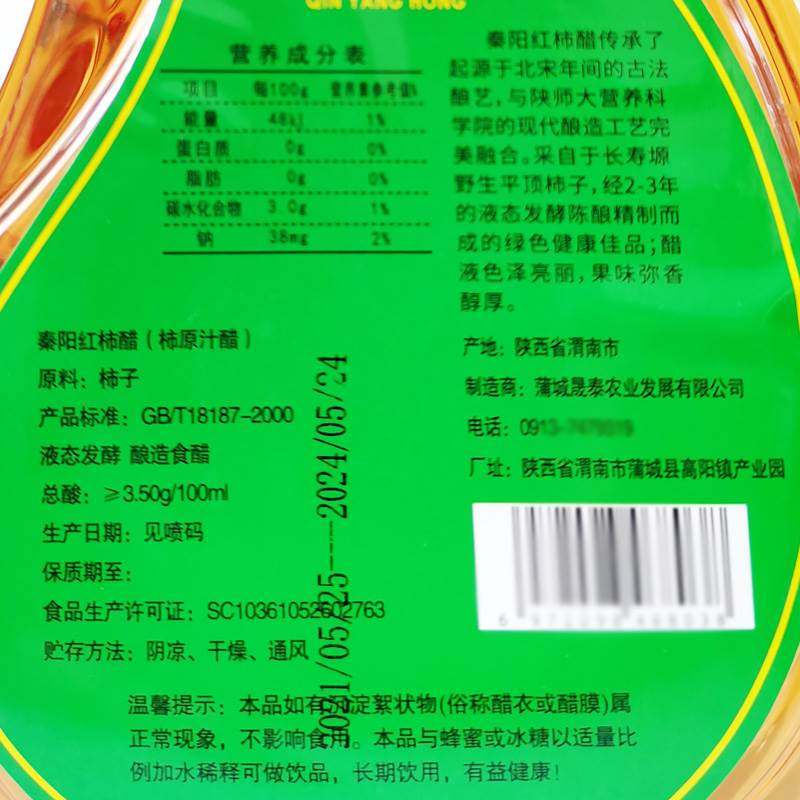 QIN YANG HONG
营养成分表
项目 每100g 营养素参考值%
能量 48kJ 1%
蛋白质 0g 0%
脂肪 0g 0%
碳水化合物 3.0g 1%
钠 38mg 2%
秦阳红柿醋传承了
起源于北宋年间的古法
酿艺,与陕师大营养科
学院的现代酿造工艺完
美融合。采自于长寿塬
野生平顶柿子,经2-3年
的液态发酵陈酿精制而
成的绿色健康佳品;醋
液色泽亮丽,果味弥香
醇厚。
秦阳红柿醋(柿原汁醋)
原料:柿子
产品标准:GB/T18187-2000
液态发酵 酿造食醋
总酸:≥3.50g/100ml
生产日期:见喷码
保质期至:
食品生产许可证:SC10361052602763
贮存方法:阴凉、干燥、通风
2021/05/25---2024/05/24
产地:陕西省渭南市
制造商:蒲城晟泰农业发展有限公司
电话:0913-
厂址:陕西省渭南市蒲城县高阳镇产业园
温馨提示:本品如有沉淀絮状物(俗称醋衣或醋膜)属
正常现象,不影响食用。本品与蜂蜜或冰糖以适量比
例加水稀释可做饮品,长期饮用,有益健康!